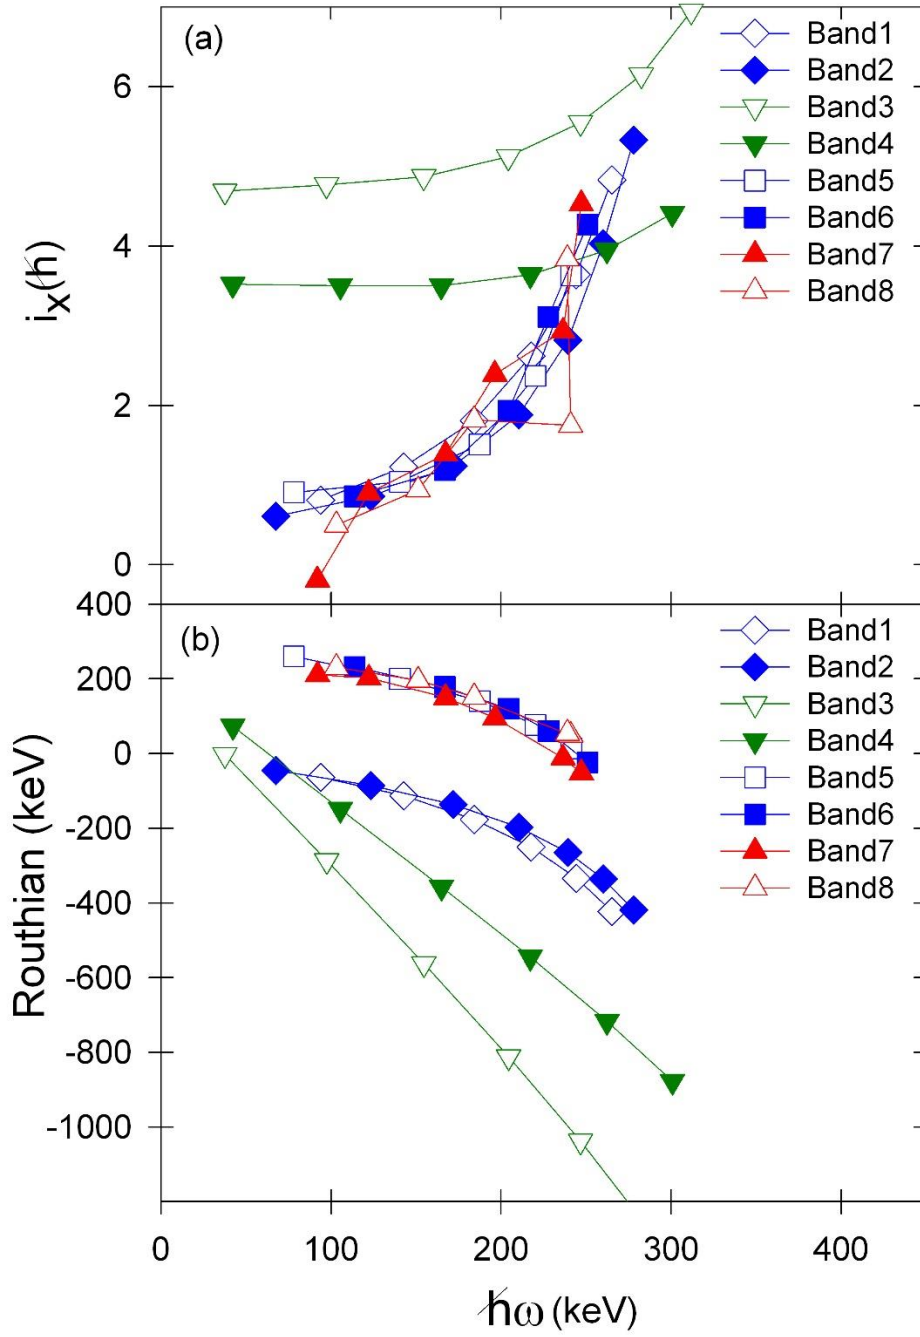 (a)
Band1
Band2
Band3
Band4
Band5
Band6
Band7
Band8
6
4
2
0
iₓ(ħ)
(b)
Band1
Band2
Band3
Band4
Band5
Band6
Band7
Band8
400
200
0
-200
-400
-600
-800
-1000
Routhian (keV)
0 100 200 300 400
ħω (keV)